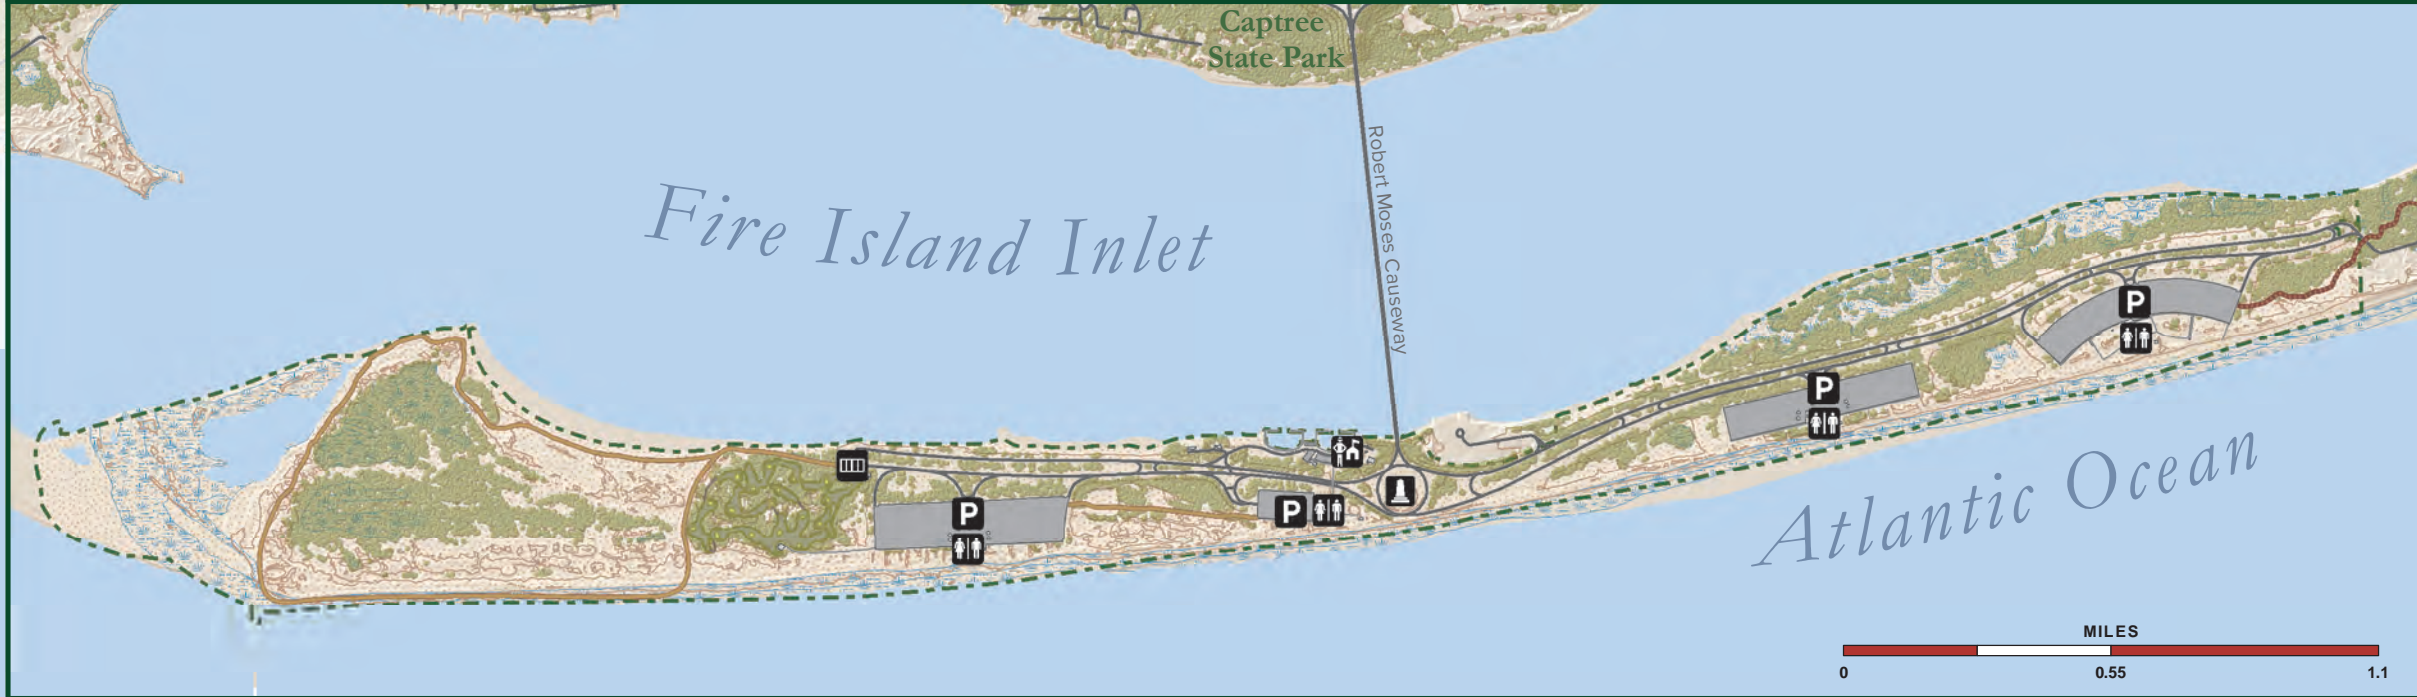 Captree
State Park
Robert Moses Causeway
Fire Island Inlet
P
P
P
P
Atlantic Ocean
MILES
0 0.55 1.1